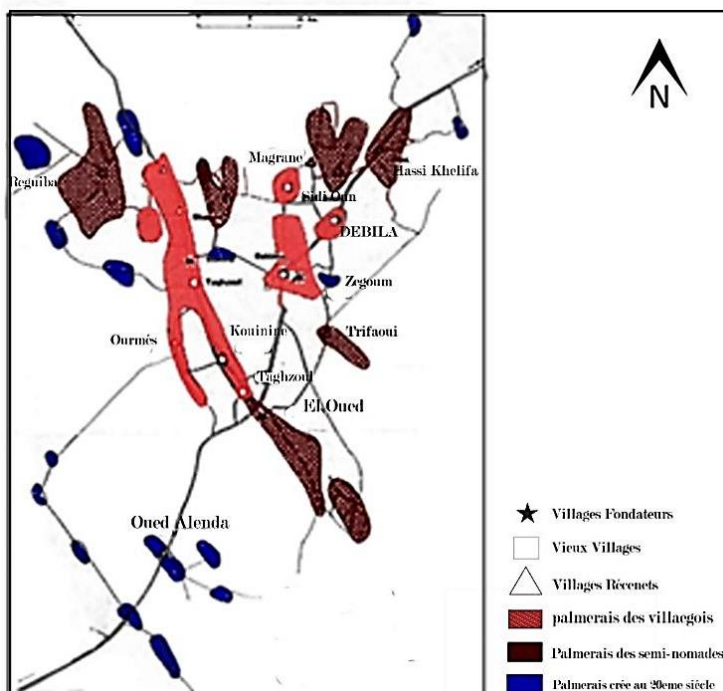 N
Magrane
Hassi Khelifa
Reguiba
Sidi Oun
DEBILA
Taghzout
Zegoum
Ourmés
Kouinine
Trifaoui
Taghzout
El Oued
Oued Alenda
Villages Fondateurs
Vieux Villages
Villages Récenets
palmerais des villaegois
Palmerais des semi-nomades
Palmerais crée au 20eme siècle